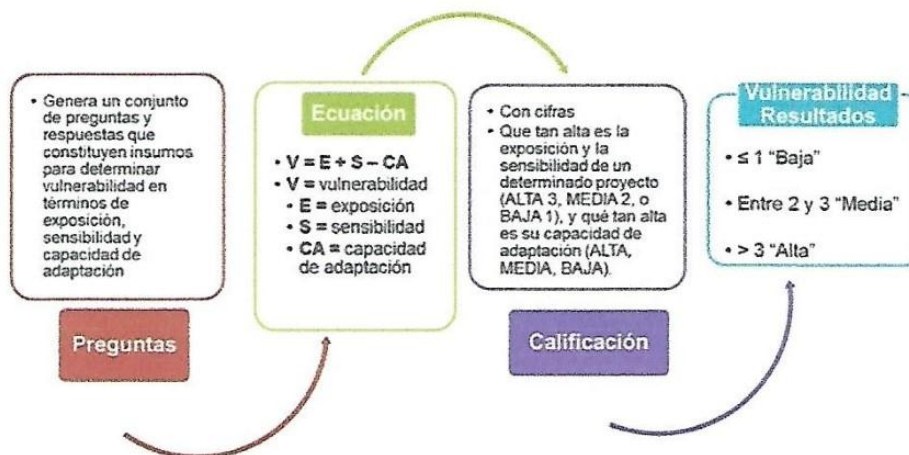 • Genera un conjunto
de preguntas y
respuestas que
constituyen insumos
para determinar
vulnerabilidad en
términos de
exposición,
sensibilidad y
capacidad de
adaptación
Preguntas
Ecuación
• V = E + S – CA
• V = vulnerabilidad
• E = exposición
• S = sensibilidad
• CA = capacidad
de adaptación
• Con cifras
• Que tan alta es la
exposición y la
sensibilidad de un
determinado proyecto
(ALTA 3, MEDIA 2, o
BAJA 1), y qué tan alta
es su capacidad de
adaptación (ALTA,
MEDIA, BAJA).
Calificación
Vulnerabilidad
Resultados
• ≤ 1 “Baja”
• Entre 2 y 3 “Media”
• > 3 “Alta”